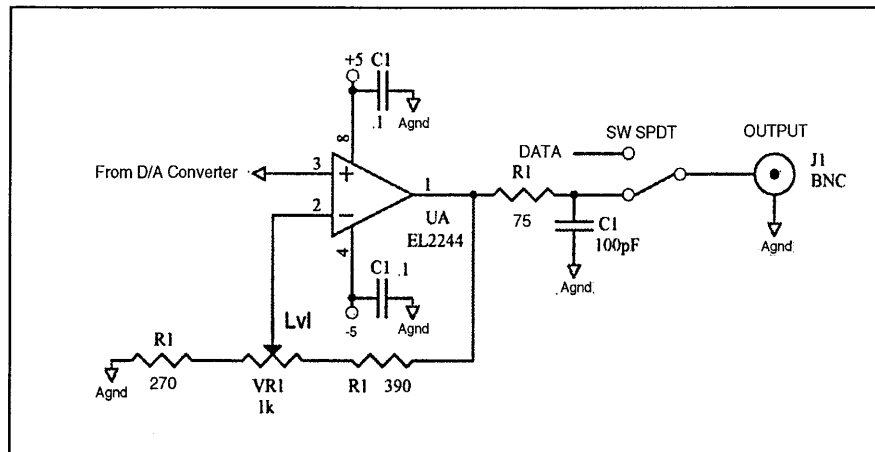 +5
C1
.1
Agnd
8
SW SPDT
OUTPUT
DATA
J1
BNC
From D/A Converter
3
+
1
R1
2
−
UA
EL2244
75
C1
100pF
Agnd
Agnd
4
C1
.1
Agnd
-5
Lvl
R1
270
Agnd
VR1
1k
R1
390